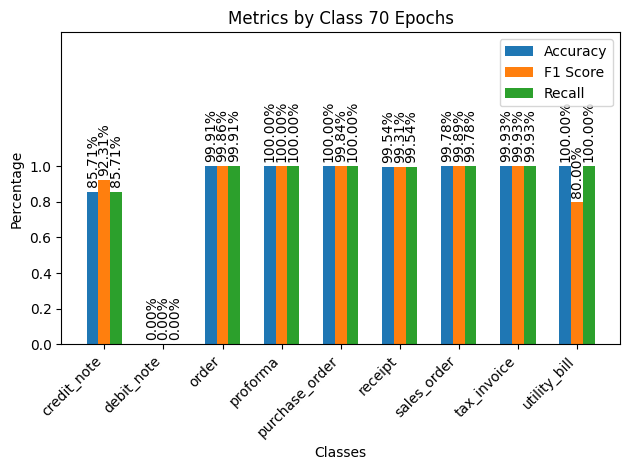 Metrics by Class 70 Epochs
Accuracy
F1 Score
Recall
Percentage
1.0
0.8
0.6
0.4
0.2
0.0
85.71%
92.31%
85.71%
0.00%
0.00%
0.00%
99.91%
99.86%
99.91%
100.00%
100.00%
100.00%
100.00%
99.84%
100.00%
99.54%
99.31%
99.54%
99.78%
99.89%
99.78%
99.93%
99.93%
99.93%
100.00%
80.00%
100.00%
credit_note
debit_note
order
proforma
purchase_order
receipt
sales_order
tax_invoice
utility_bill
Classes